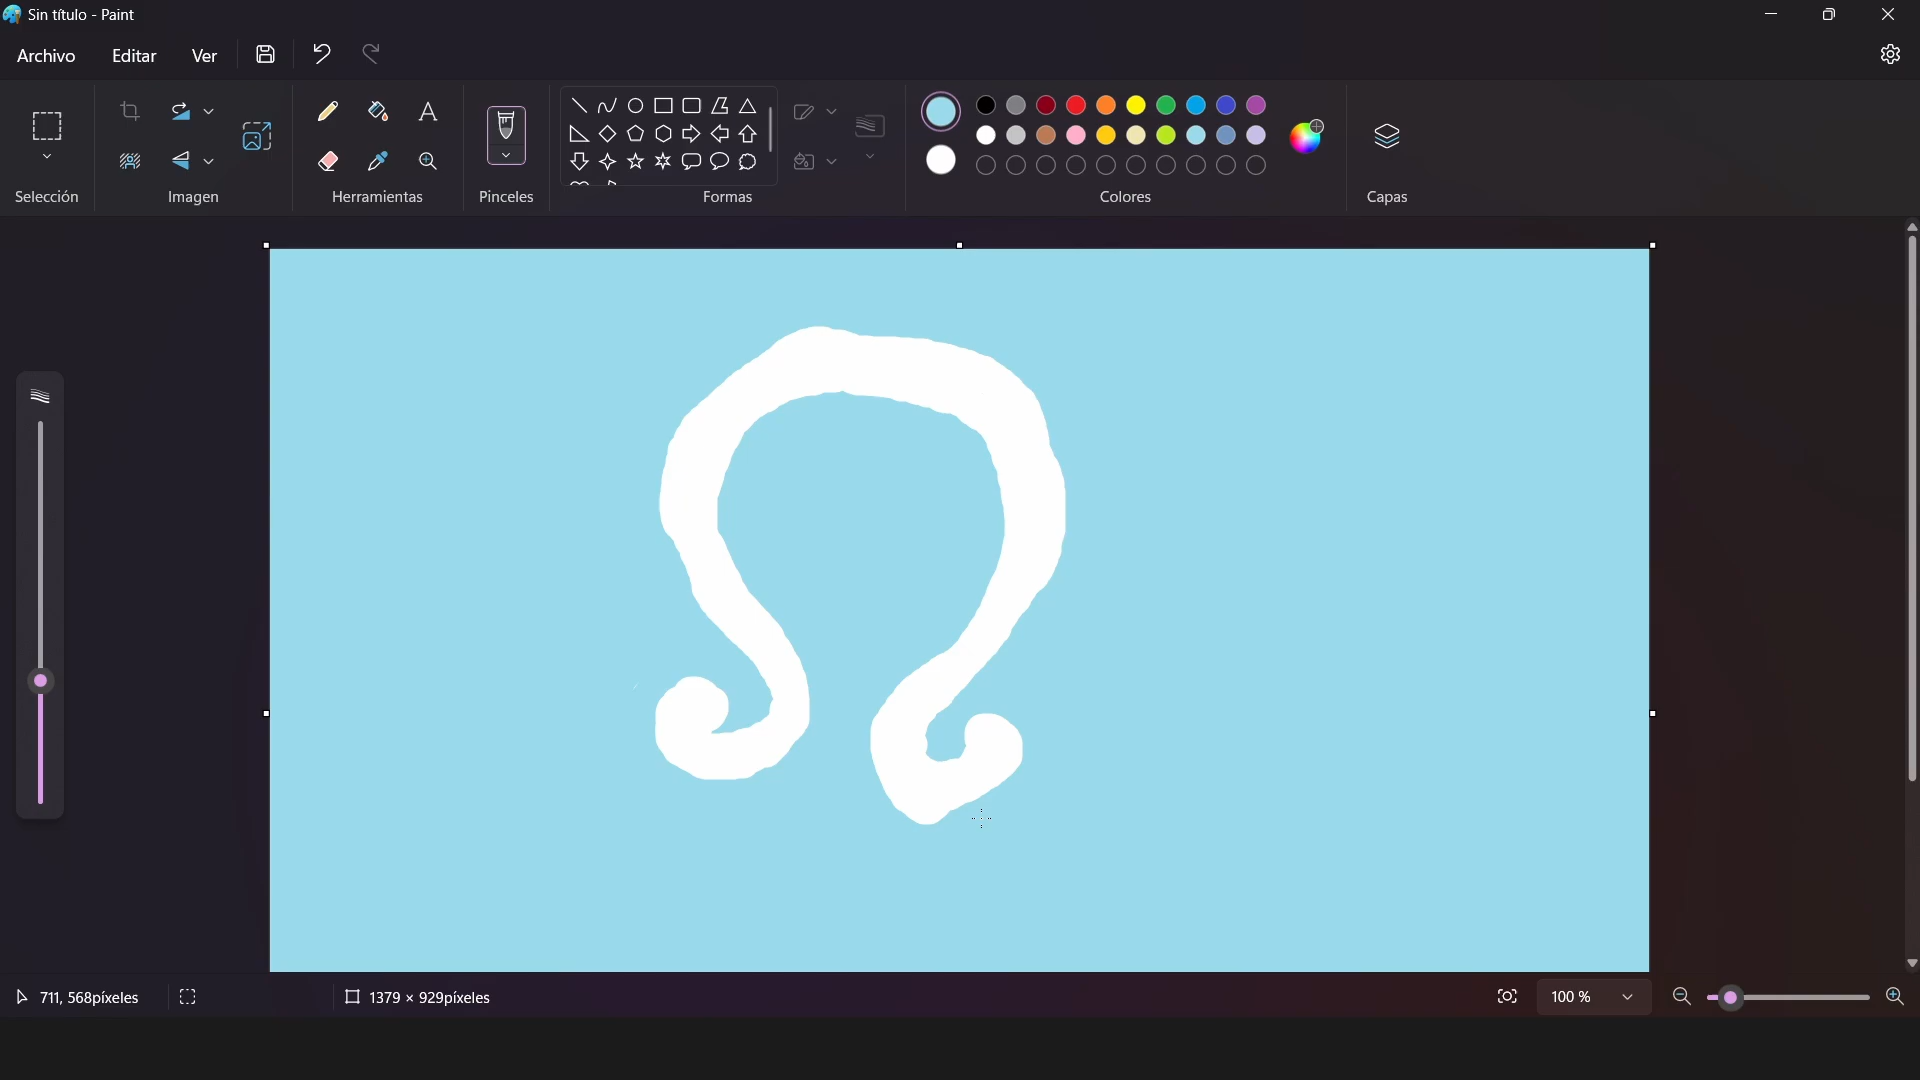 Sin título - Paint
Archivo Editar Ver
Selección Imagen Herramientas Pinceles Formas Colores Capas
711, 568píxeles 1379 × 929píxeles 100 %